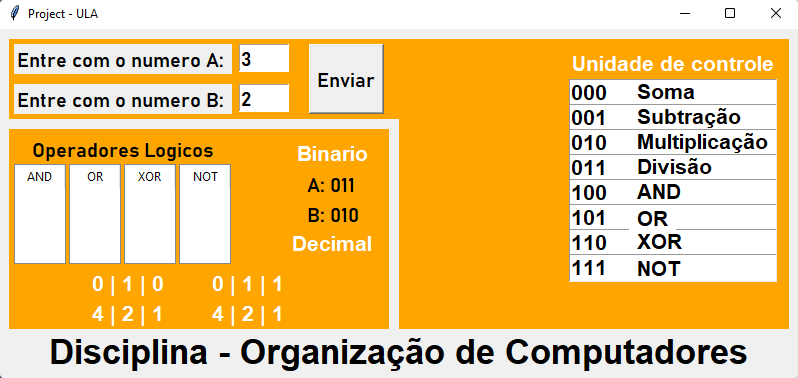 Project - ULA
Entre com o numero A: 3
Entre com o numero B: 2
Enviar
Operadores Logicos
AND OR XOR NOT
Binario
A: 011
B: 010
Decimal
0 | 1 | 0 0 | 1 | 1
4 | 2 | 1 4 | 2 | 1
Unidade de controle
000 Soma
001 Subtração
010 Multiplicação
011 Divisão
100 AND
101 OR
110 XOR
111 NOT
Disciplina - Organização de Computadores